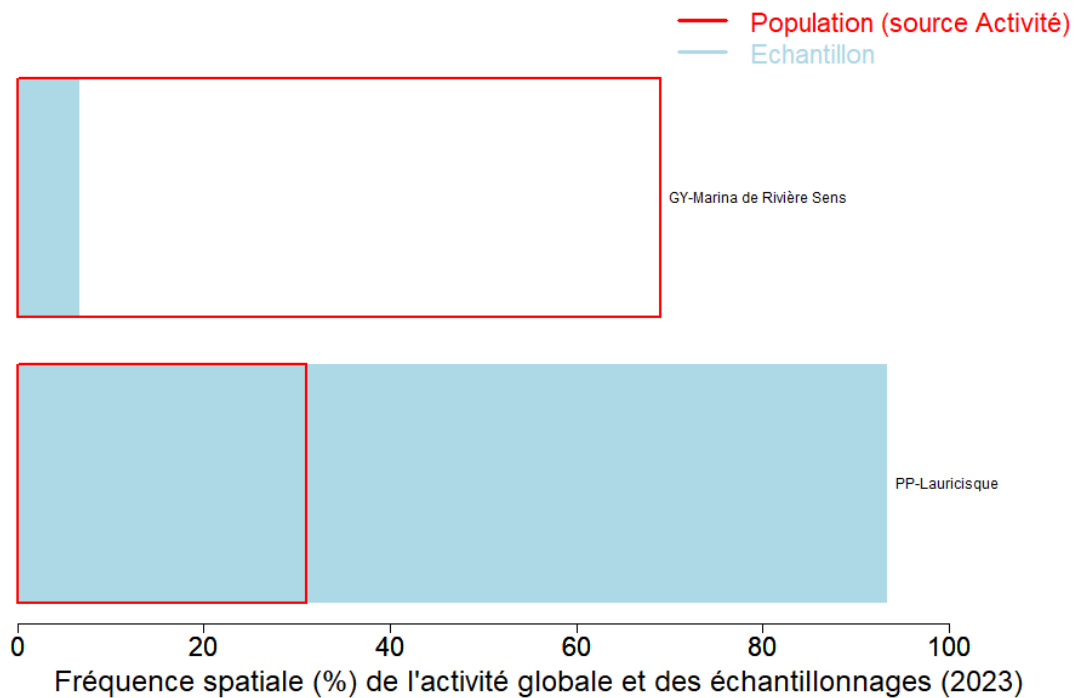 Population (source Activité)
Echantillon
GY-Marina de Rivière Sens
PP-Lauricisque
0 20 40 60 80 100
Fréquence spatiale (%) de l'activité globale et des échantillonnages (2023)